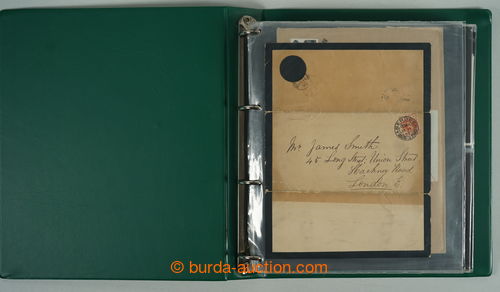 Mr James Smith
45 Long Street, Union Street
Hackney Road
London E.
© burda-auction.com